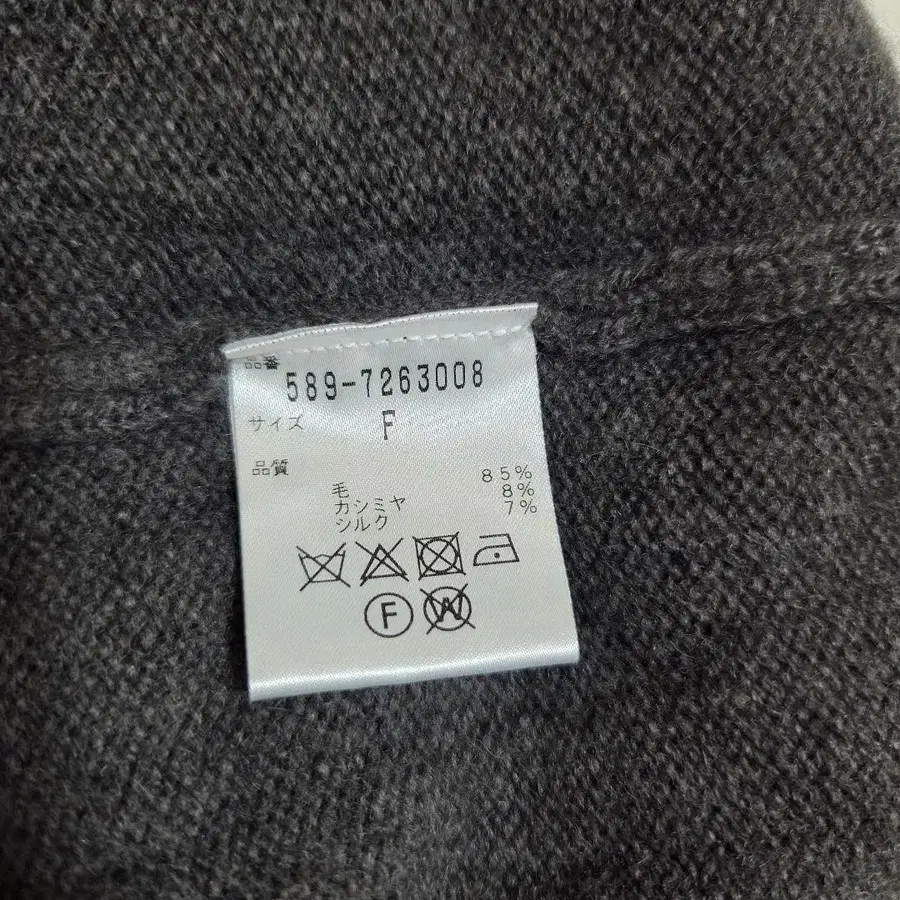 品番
589-7263008
サイズ F
品質
毛 85%
カシミヤ 8%
シルク 7%
F W